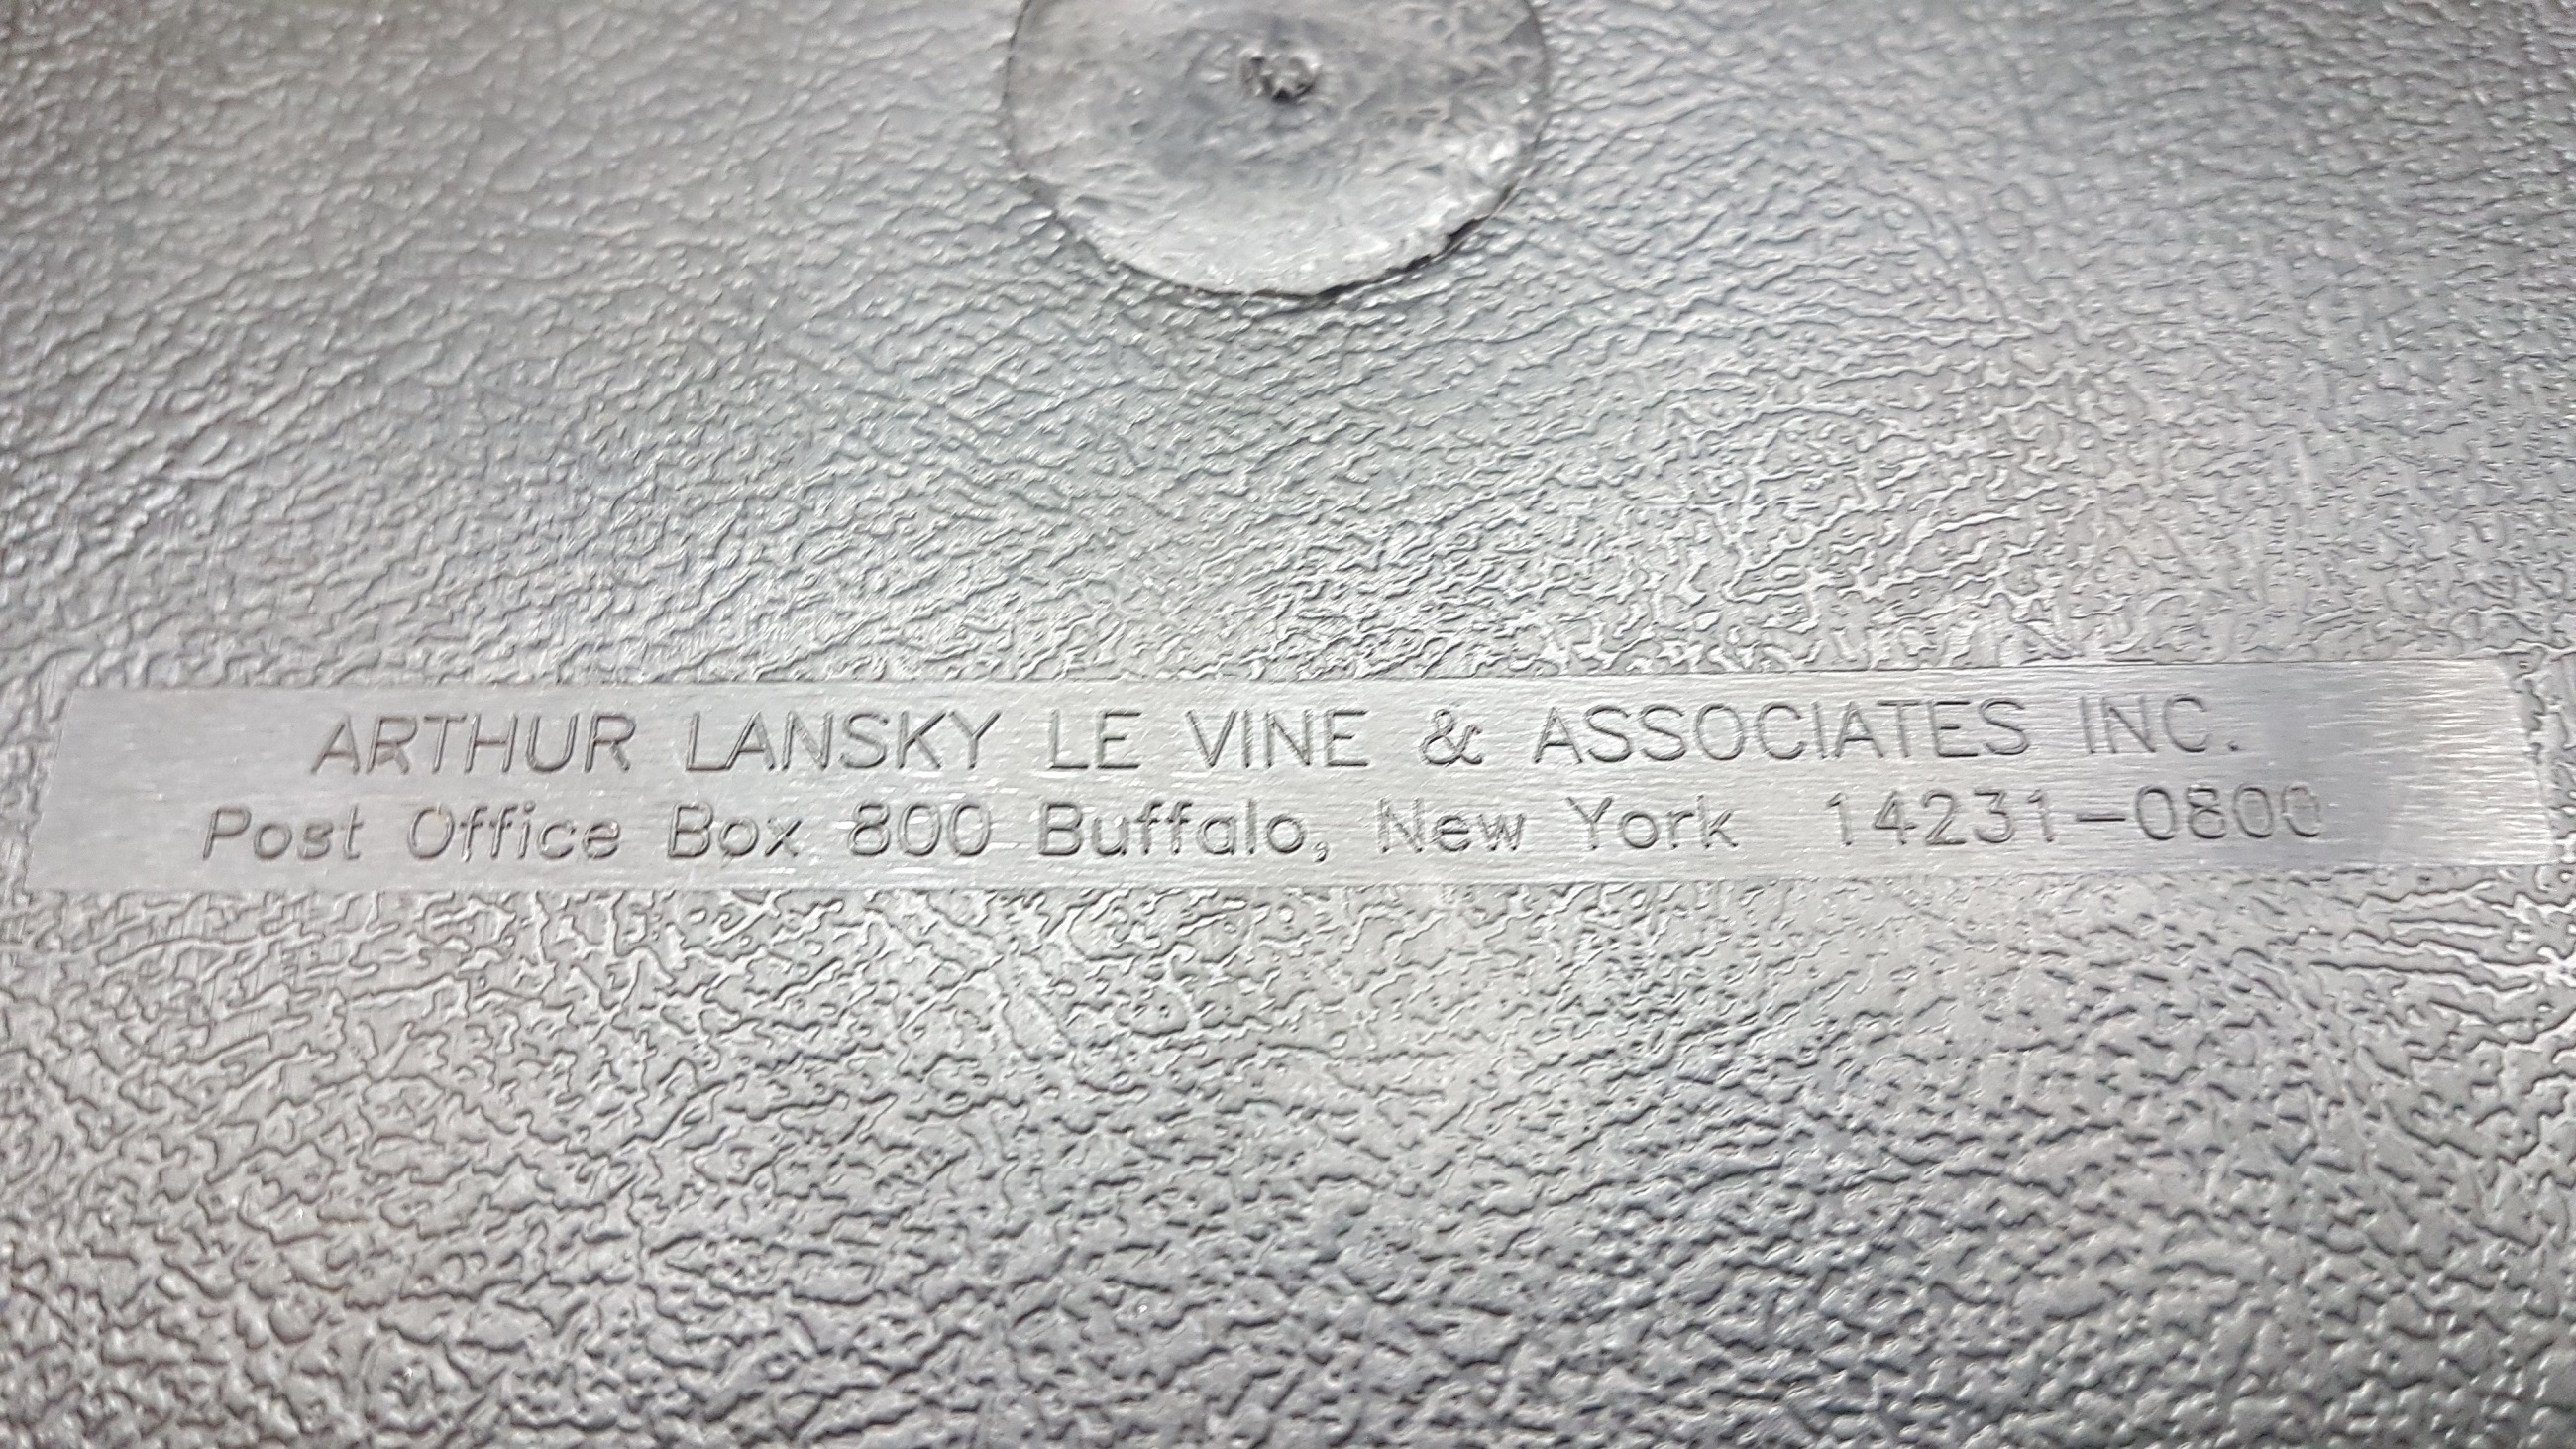 ARTHUR LANSKY LE VINE & ASSOCIATES INC.
Post Office Box 800 Buffalo, New York 14231-0800